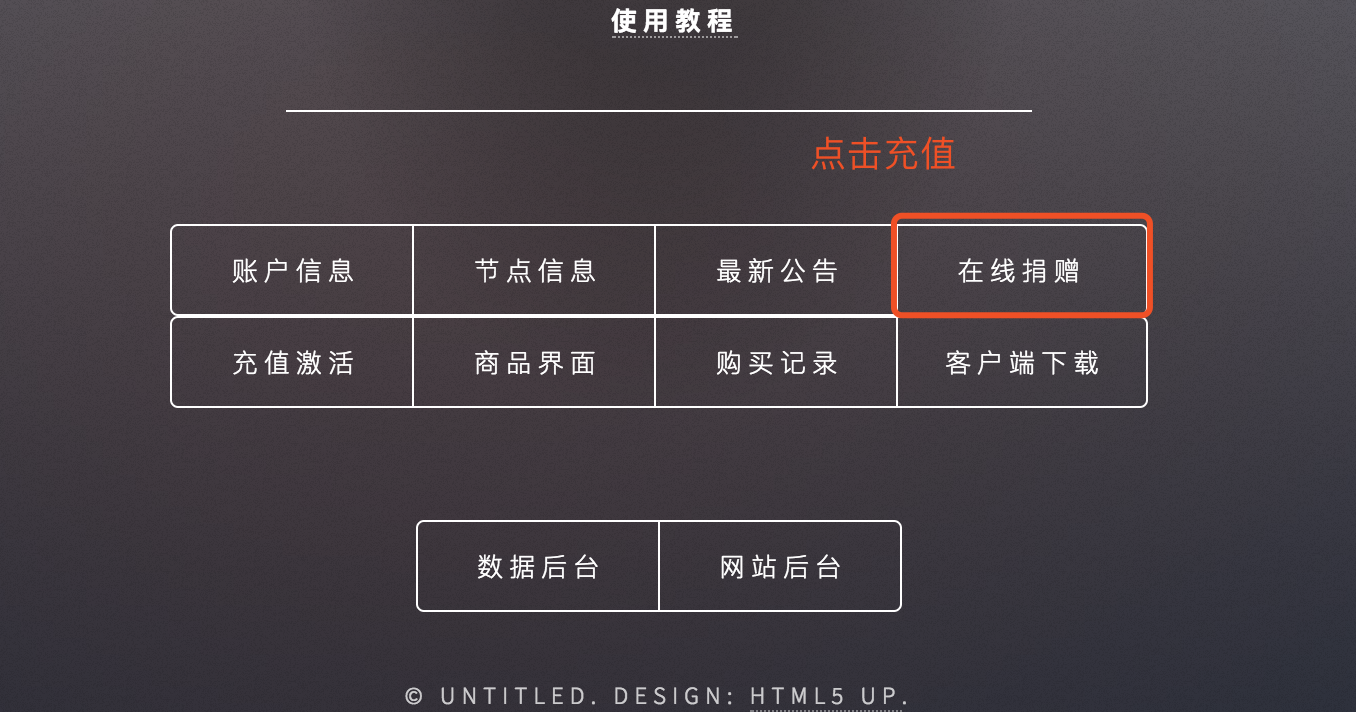 使用教程
点击充值
账户信息 节点信息 最新公告 在线捐赠
充值激活 商品界面 购买记录 客户端下载
数据后台 网站后台
© UNTITLED. DESIGN: HTML5 UP.